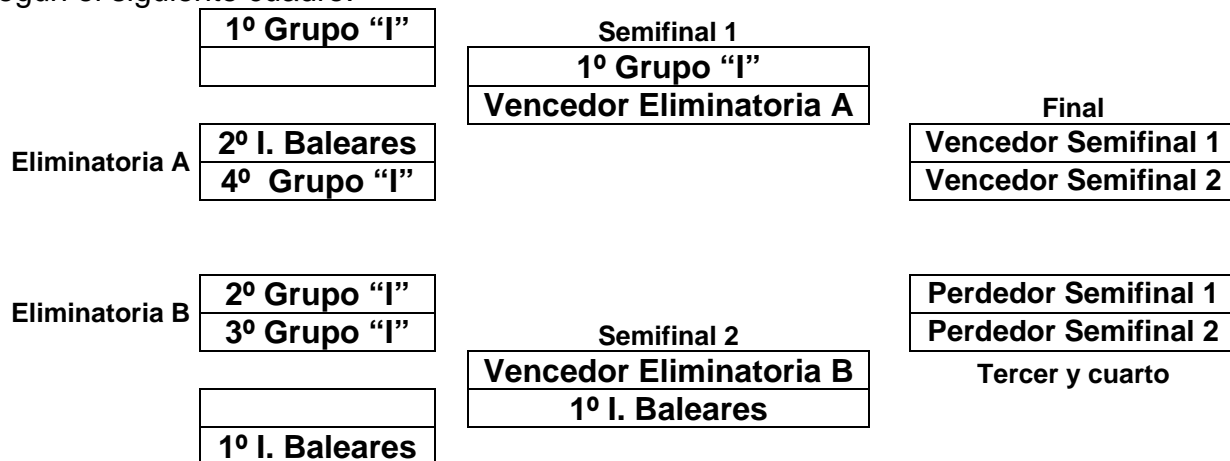 según el siguiente cuadro:
1º Grupo “I”
Semifinal 1
1º Grupo “I”
Vencedor Eliminatoria A
Final
Eliminatoria A
2º I. Baleares
4º Grupo “I”
Vencedor Semifinal 1
Vencedor Semifinal 2
Eliminatoria B
2º Grupo “I”
3º Grupo “I”
Perdedor Semifinal 1
Perdedor Semifinal 2
Semifinal 2
Vencedor Eliminatoria B
1º I. Baleares
Tercer y cuarto
1º I. Baleares